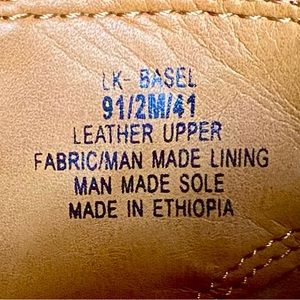 LK- BASEL
91/2M/41
LEATHER UPPER
FABRIC/MAN MADE LINING
MAN MADE SOLE
MADE IN ETHIOPIA